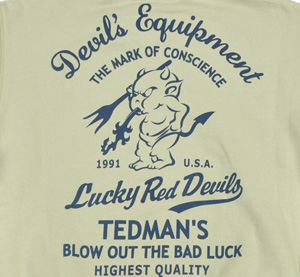 Devil's Equipment
THE MARK OF CONSCIENCE
1991 U.S.A.
Lucky Red Devils
TEDMAN'S
BLOW OUT THE BAD LUCK
HIGHEST QUALITY